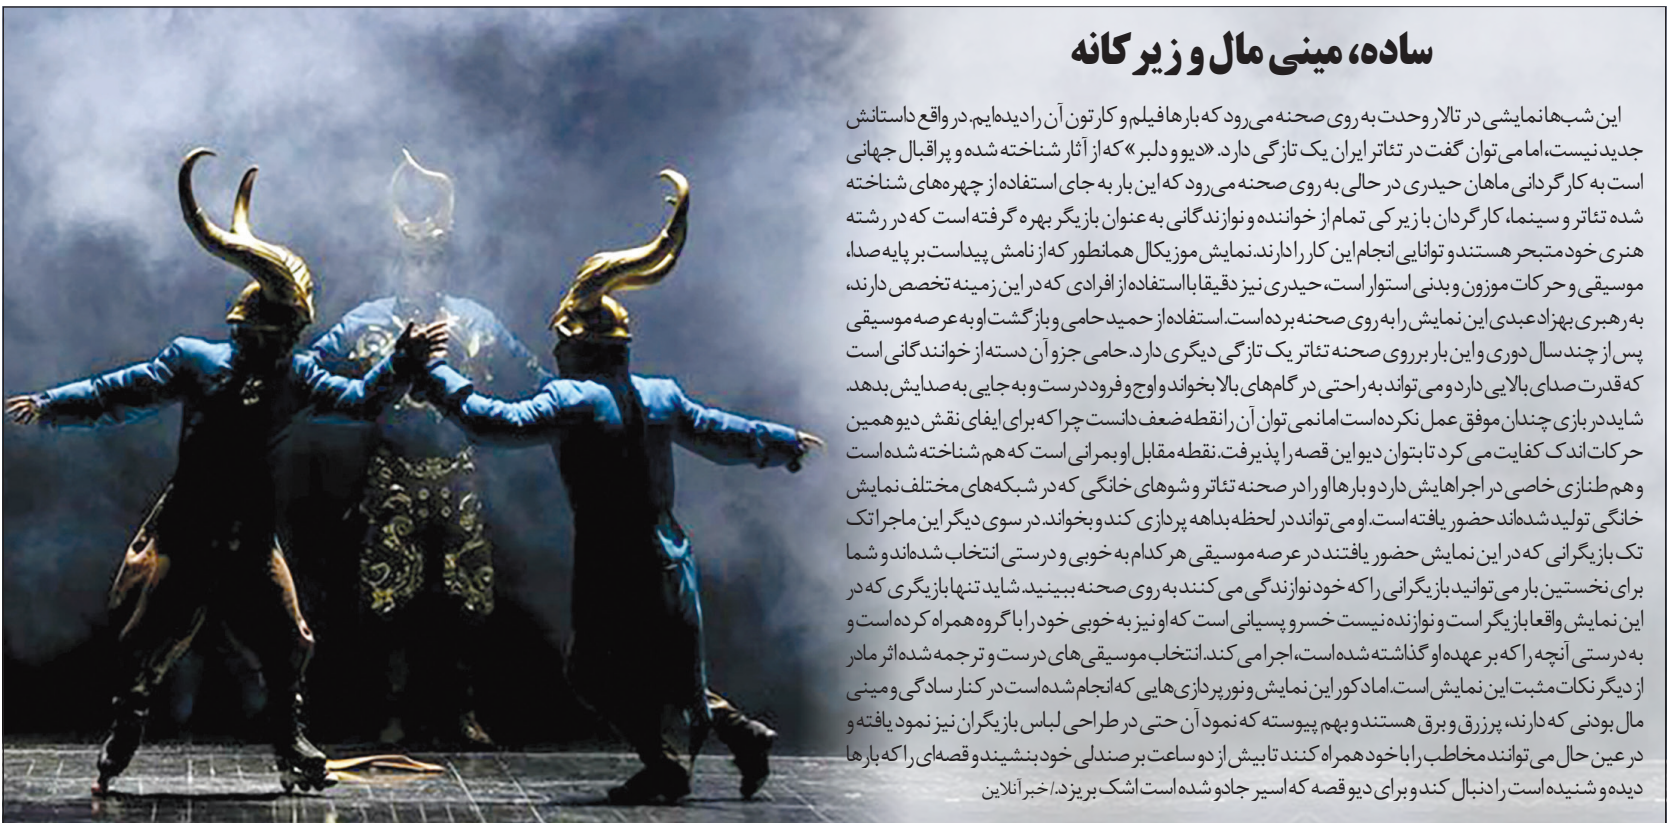 ساده، مینی مال و زیرکانه
این شب‌ها نمایشی در تالار وحدت به روی صحنه می‌رود که بارها فیلم و کارتون آن را دیده‌ایم. در واقع داستانش
جدید نیست، اما می‌توان گفت در تئاتر ایران یک تازگی دارد. «دیو و دلبر» که از آثار شناخته شده و پراقبال جهانی
است به کارگردانی ماهان حیدری در حالی به روی صحنه می‌رود که این بار به جای استفاده از چهره‌های شناخته
شده تئاتر و سینما، کارگردان با زیرکی تمام از خواننده و نوازندگانی به عنوان بازیگر بهره گرفته است که در رشته
هنری خود متبحر هستند و توانایی انجام این کار را دارند. نمایش موزیکال همانطور که از نامش پیداست بر پایه صدا،
موسیقی و حرکات موزون و بدنی استوار است، حیدری نیز دقیقا با استفاده از افرادی که در این زمینه تخصص دارند،
به رهبری بهزاد عبدی این نمایش را به روی صحنه برده است. استفاده از حمید حامی و بازگشت او به عرصه موسیقی
پس از چند سال دوری و این بار بر روی صحنه تئاتر یک تازگی دیگری دارد. حامی جزو آن دسته از خوانندگانی است
که قدرت صدای بالایی دارد و می‌تواند به راحتی در گام‌های بالا بخواند و اوج و فرود درست و به جایی به صدایش بدهد.
شاید در بازی چندان موفق عمل نکرده است اما نمی توان آن را نقطه ضعف دانست چرا که برای ایفای نقش دیو همین
حرکات اندک کفایت می کرد تا بتوان دیو این قصه را پذیرفت. نقطه مقابل او بمرانی است که هم شناخته شده است
و هم طنازی خاصی در اجراهایش دارد و بارها او را در صحنه تئاتر و شوهای خانگی که در شبکه‌های مختلف نمایش
خانگی تولید شده‌اند حضور یافته است. او می‌تواند در لحظه بداهه پردازی کند و بخواند. در سوی دیگر این ماجرا تک
تک بازیگرانی که در این نمایش حضور یافتند در عرصه موسیقی هر کدام به خوبی و درستی انتخاب شده‌اند و شما
برای نخستین بار می توانید بازیگرانی را که خود نوازندگی می کنند به روی صحنه ببینید. شاید تنها بازیگری که در
این نمایش واقعا بازیگر است و نوازنده نیست خسرو پسیانی است که او نیز به خوبی خود را با گروه همراه کرده است و
به درستی آنچه را که بر عهده او گذاشته شده است، اجرا می کند. انتخاب موسیقی‌های درست و ترجمه شده اثر مادر
از دیگر نکات مثبت این نمایش است. اما دکور این نمایش و نورپردازی‌هایی که انجام شده است در کنار سادگی و مینی
مال بودنی که دارند، پرزرق و برق هستند و بهم پیوسته که نمود آن حتی در طراحی لباس بازیگران نیز نمود یافته و
در عین حال می توانند مخاطب را با خود همراه کنند تا بیش از دو ساعت بر صندلی خود بنشیند و قصه‌ای را که بارها
دیده و شنیده است را دنبال کند و برای دیو قصه که اسیر جادو شده است اشک بریزد./خبرآنلاین